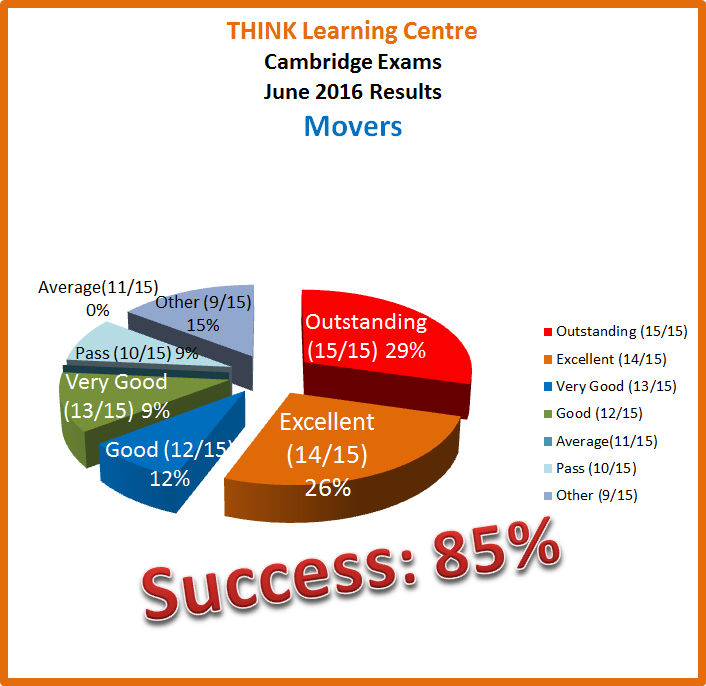 THINK Learning Centre
Cambridge Exams
June 2016 Results
Movers
Average(11/15)
0%
Other (9/15)
15%
Outstanding
(15/15) 29%
Pass (10/15) 9%
Very Good
(13/15) 9%
Good (12/15)
12%
Excellent
(14/15)
26%
Outstanding (15/15)
Excellent (14/15)
Very Good (13/15)
Good (12/15)
Average(11/15)
Pass (10/15)
Other (9/15)
Success: 85%